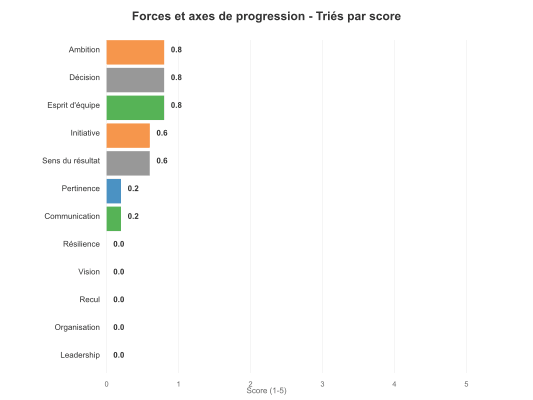 Forces et axes de progression - Triés par score
Ambition 0.8
Décision 0.8
Esprit d'équipe 0.8
Initiative 0.6
Sens du résultat 0.6
Pertinence 0.2
Communication 0.2
Résilience 0.0
Vision 0.0
Recul 0.0
Organisation 0.0
Leadership 0.0
0 1 2 3 4 5
Score (1-5)